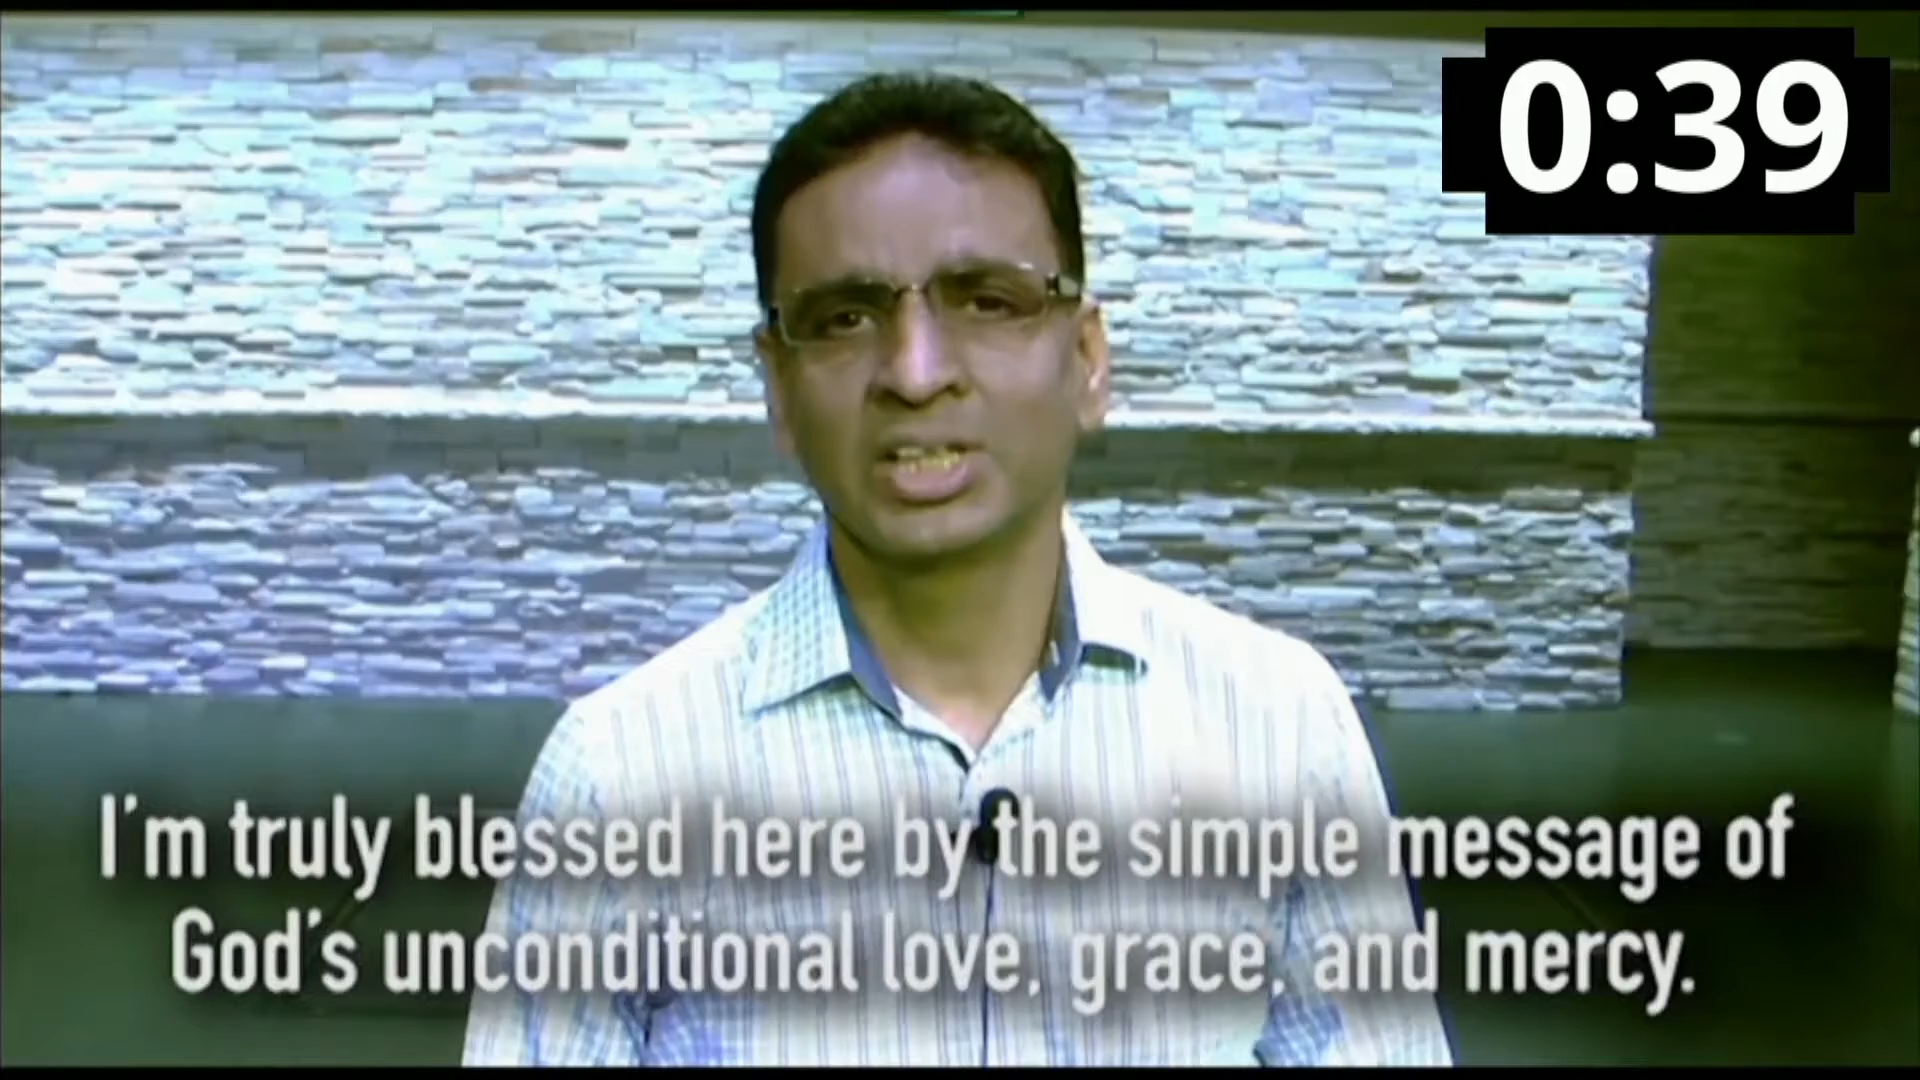 0:39
I'm truly blessed here by the simple message of
God's unconditional love, grace, and mercy.